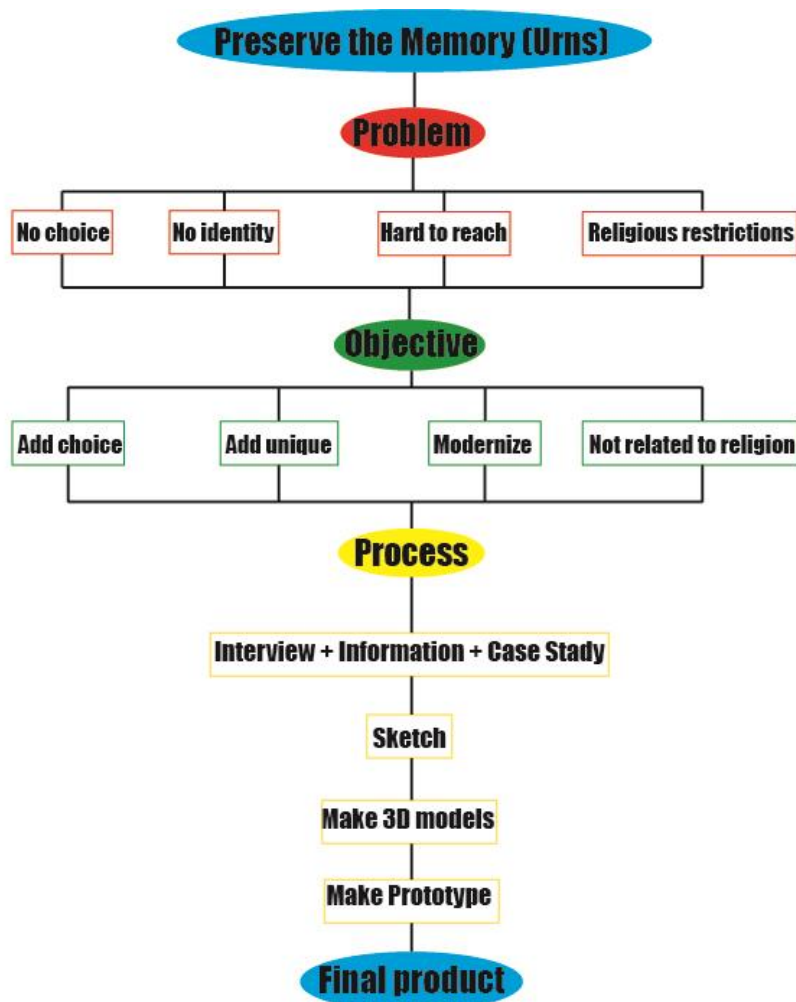 Preserve the Memory (Urns)
Problem
No choice
No identity
Hard to reach
Religious restrictions
Objective
Add choice
Add unique
Modernize
Not related to religion
Process
Interview + Information + Case Stady
Sketch
Make 3D models
Make Prototype
Final product